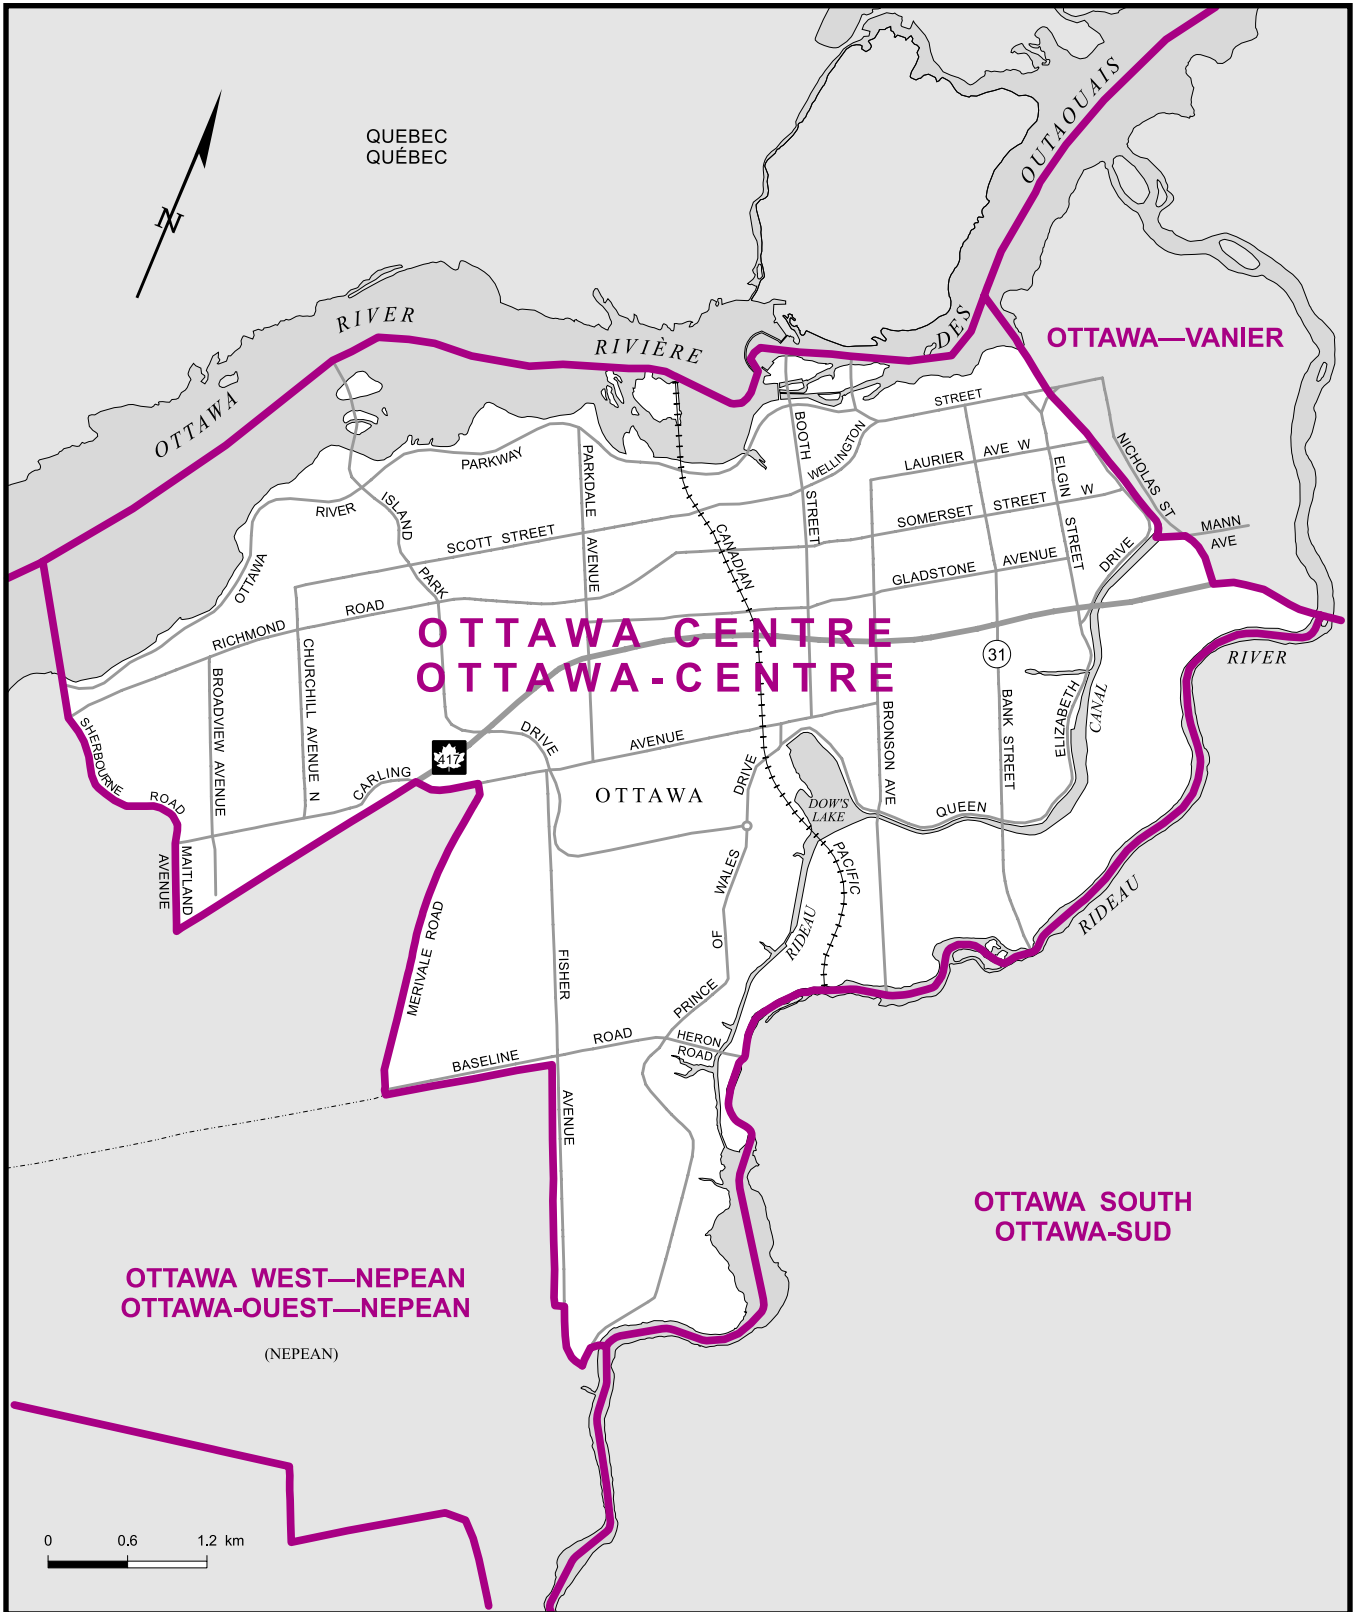 QUEBEC
QUÉBEC
N
OTTAWA RIVER
RIVIÈRE DES OUTAOUAIS
OTTAWA—VANIER
STREET
BOOTH STREET
WELLINGTON
LAURIER AVE W
ELGIN STREET
NICHOLAS ST
PARKWAY
PARKDALE AVENUE
RIVER
ISLAND
SCOTT STREET
SOMERSET STREET W
MANN
AVE
CANADIAN
DRIVE
OTTAWA
PARK
GLADSTONE AVENUE
ROAD
RICHMOND
OTTAWA CENTRE
OTTAWA-CENTRE
31
RIVER
CHURCHILL AVENUE N
BROADVIEW AVENUE
SHERBOURNE
ROAD
DRIVE
AVENUE
BRONSON AVE
BANK STREET
ELIZABETH
CANAL
417
CARLING
OTTAWA
DRIVE
DOW'S
LAKE
QUEEN
MAITLAND
AVENUE
WALES
PACIFIC
RIDEAU
RIDEAU
MERIVALE ROAD
OF
FISHER
PRINCE
ROAD
HERON
ROAD
BASELINE
AVENUE
OTTAWA SOUTH
OTTAWA-SUD
OTTAWA WEST—NEPEAN
OTTAWA-OUEST—NEPEAN
(NEPEAN)
0 0.6 1.2 km